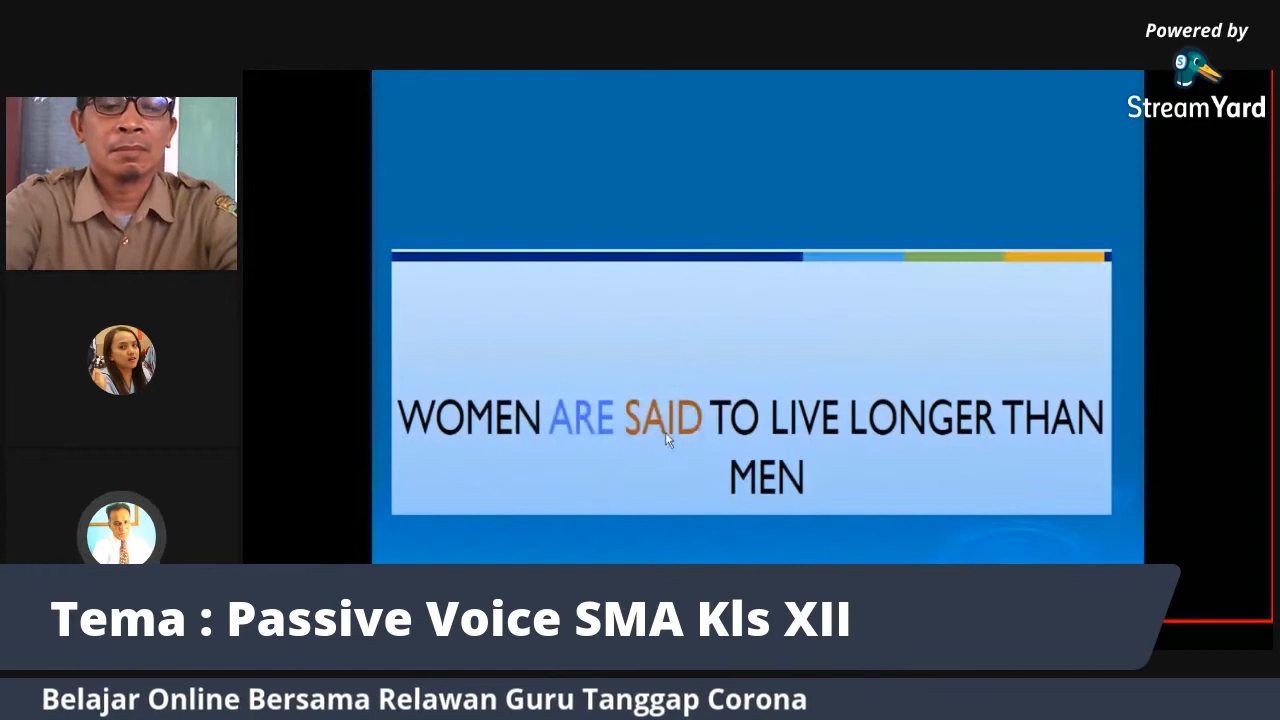 Powered by
StreamYard
WOMEN ARE SAID TO LIVE LONGER THAN
MEN
Tema : Passive Voice SMA Kls XII
Belajar Online Bersama Relawan Guru Tanggap Corona